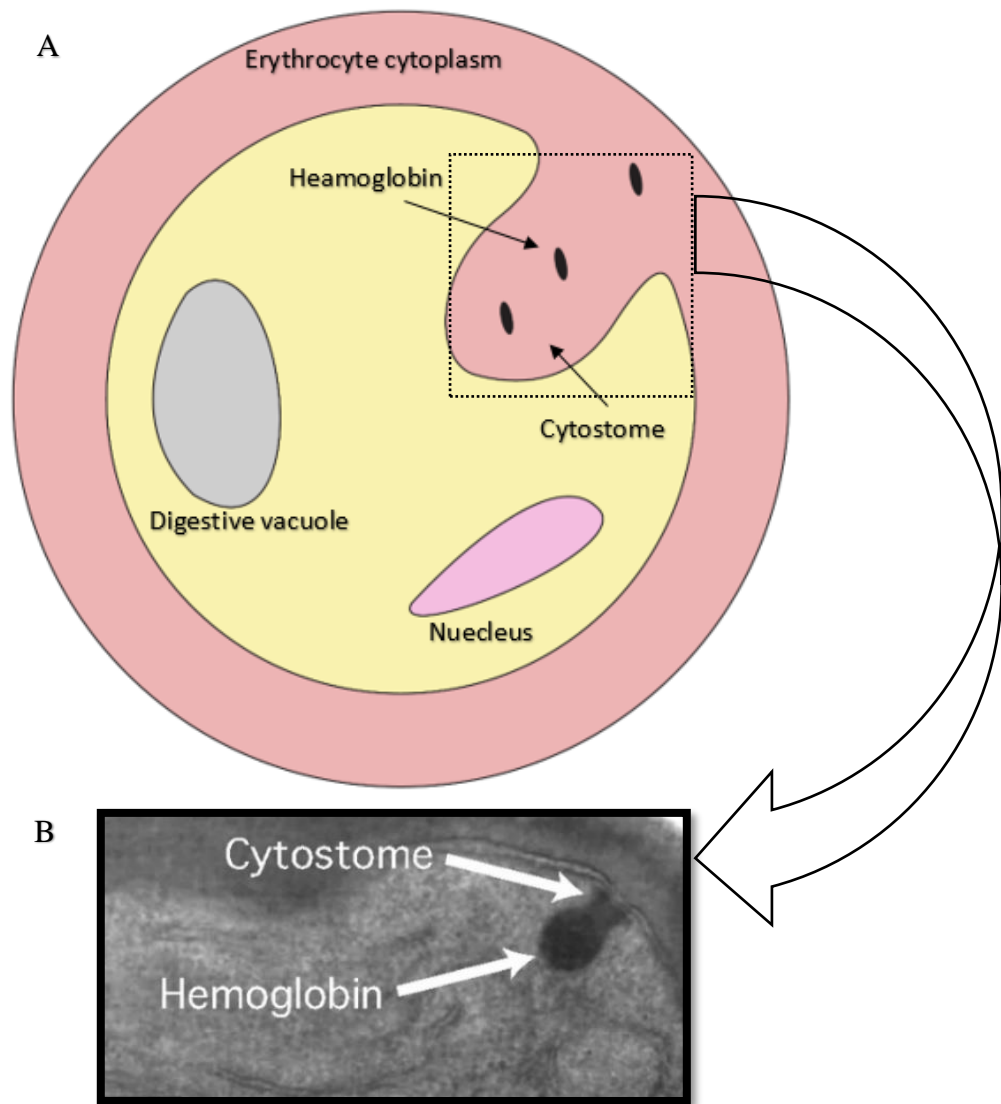 A
Erythrocyte cytoplasm
Heamoglobin
Cytostome
Digestive vacuole
Nuecleus
B
Cytostome
Hemoglobin